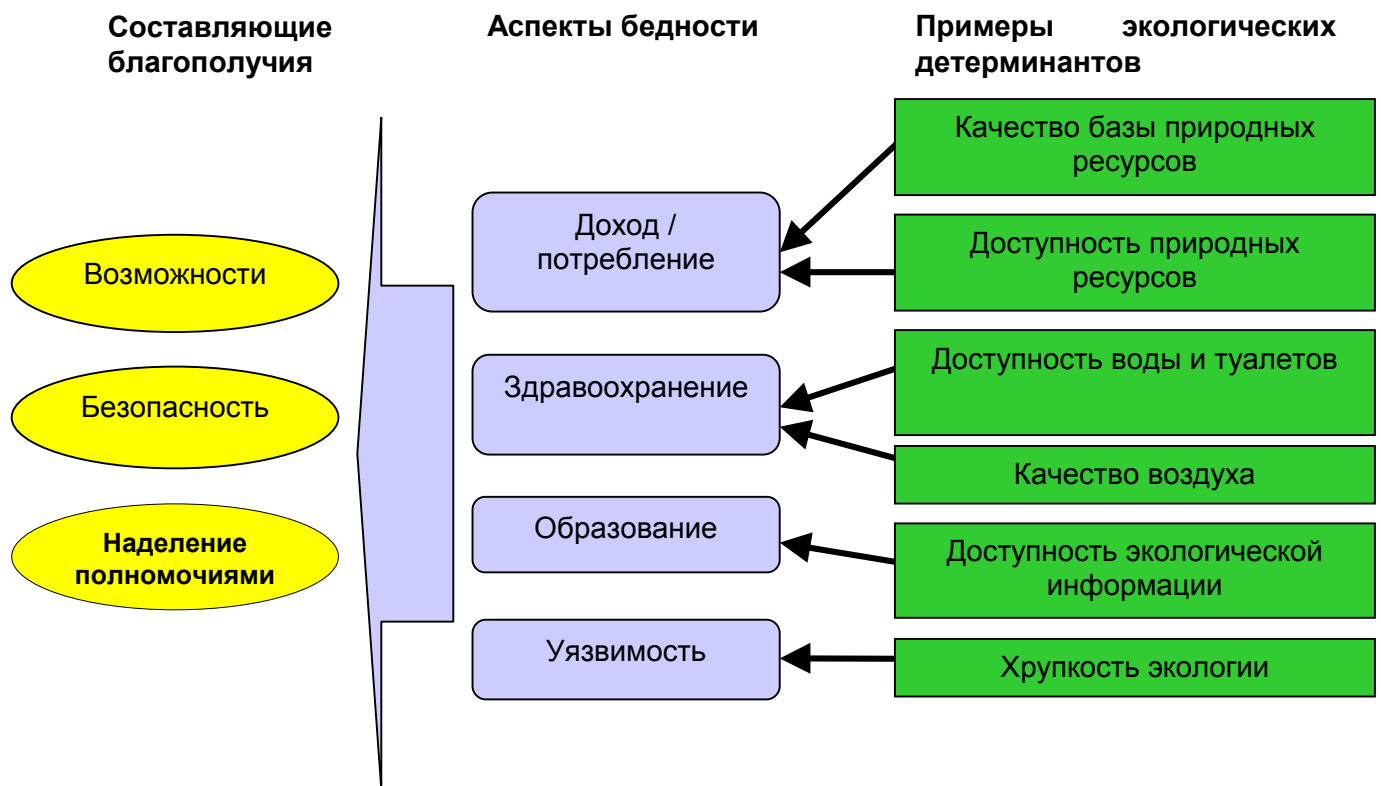 Составляющие
благополучия
Аспекты бедности
Примеры экологических
детерминантов
Возможности
Безопасность
Наделение
полномочиями
Доход /
потребление
Здравоохранение
Образование
Уязвимость
Качество базы природных
ресурсов
Доступность природных
ресурсов
Доступность воды и туалетов
Качество воздуха
Доступность экологической
информации
Хрупкость экологии